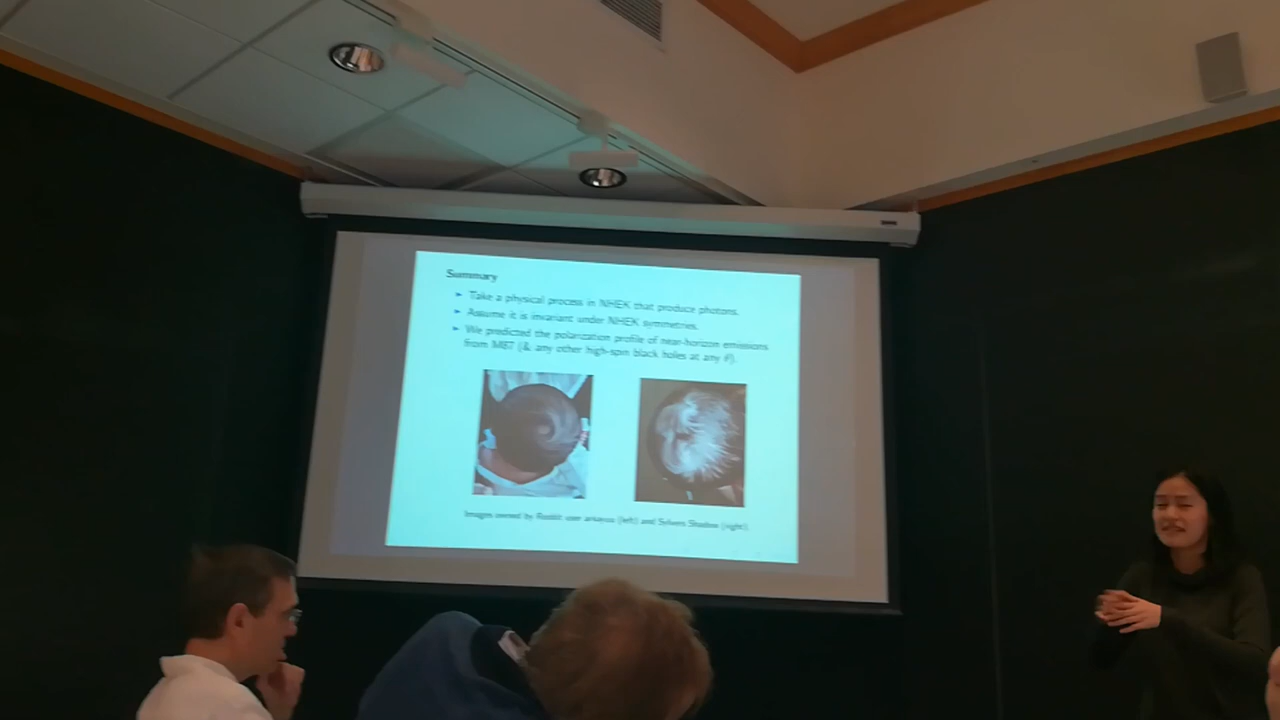 Summary
► Take a physical process in NHEK that produce photons.
► Assume it is invariant under NHEK symmetries.
► We predicted the polarization profile of near-horizon emissions
from M87 (& any other high-spin black holes at any θ).
Images owned by Reddit user (left) and Sylvers Shadow (right).